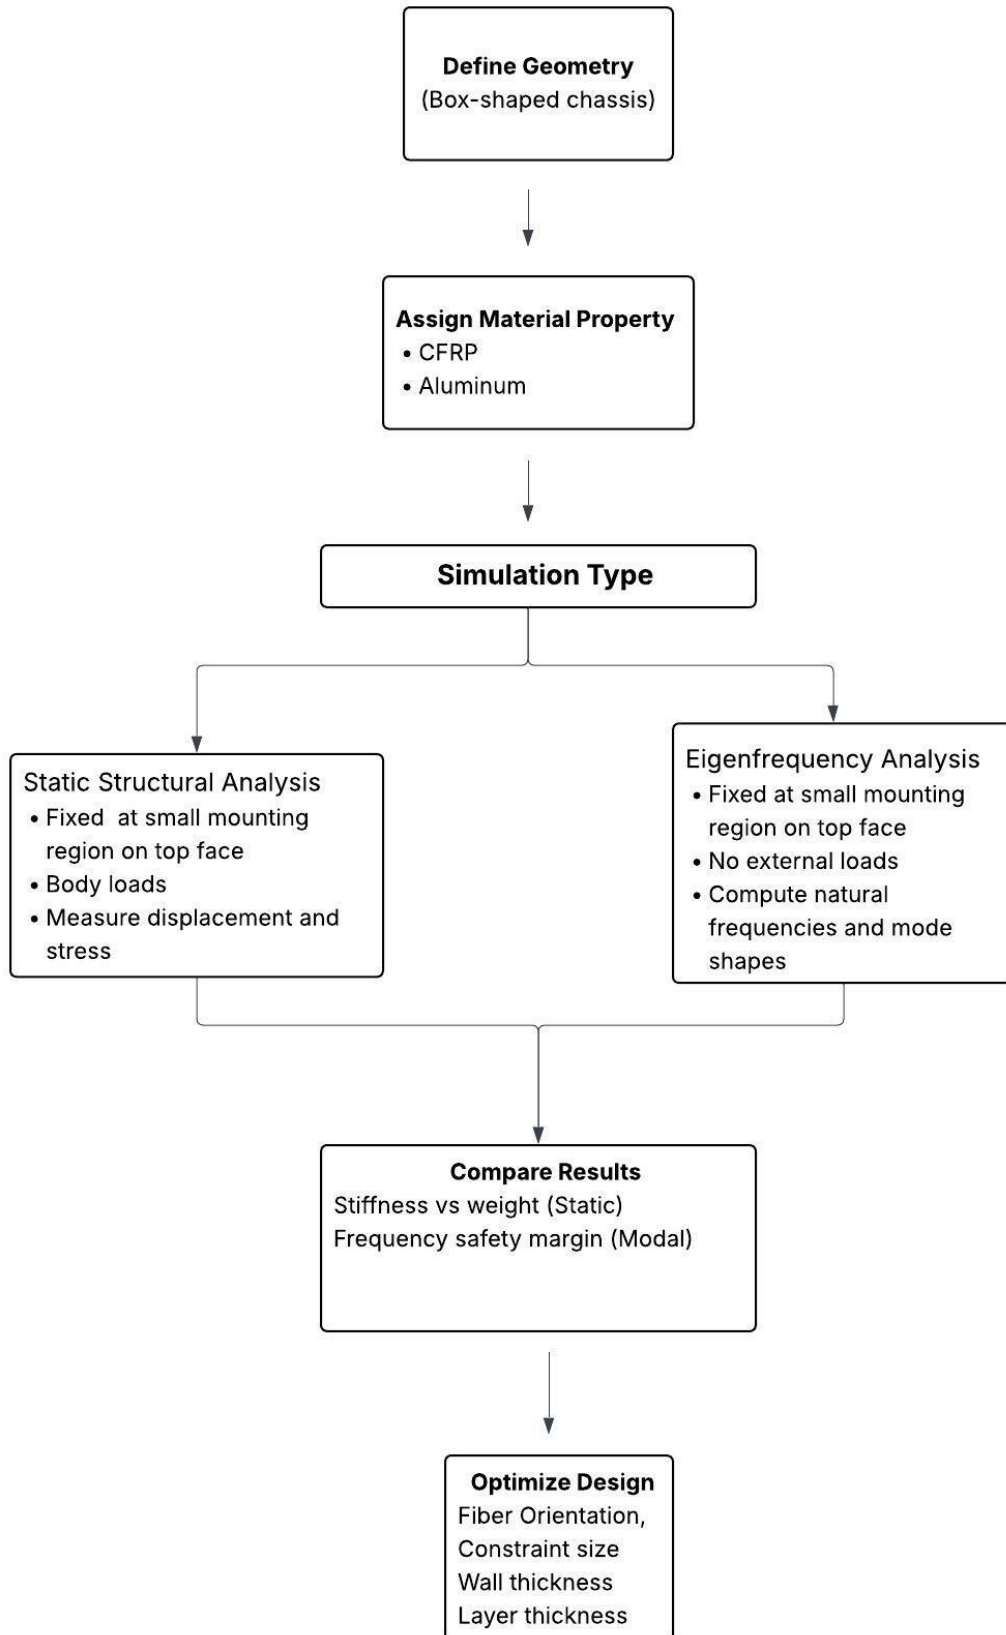 Define Geometry
(Box-shaped chassis)
Assign Material Property
• CFRP
• Aluminum
Simulation Type
Static Structural Analysis
• Fixed at small mounting
region on top face
• Body loads
• Measure displacement and
stress
Eigenfrequency Analysis
• Fixed at small mounting
region on top face
• No external loads
• Compute natural
frequencies and mode
shapes
Compare Results
Stiffness vs weight (Static)
Frequency safety margin (Modal)
Optimize Design
Fiber Orientation,
Constraint size
Wall thickness
Layer thickness